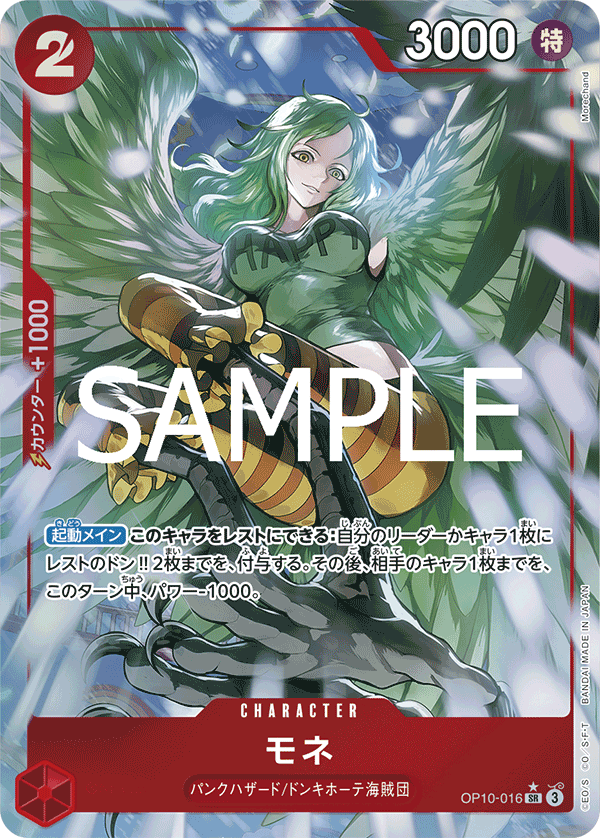 2
3000
特
Morechand
カウンター+1000
HAPPY
SAMPLE
起動メイン このキャラをレストにできる:自分のリーダーかキャラ1枚に
レストのドン!!2枚までを、付与する。その後、相手のキャラ1枚までを、
このターン中、パワー-1000。
CHARACTER
モネ
パンクハザード/ドンキホーテ海賊団
OP10-016 SR 3
©EO/S ©O/S・F・T BANDAI MADE IN JAPAN